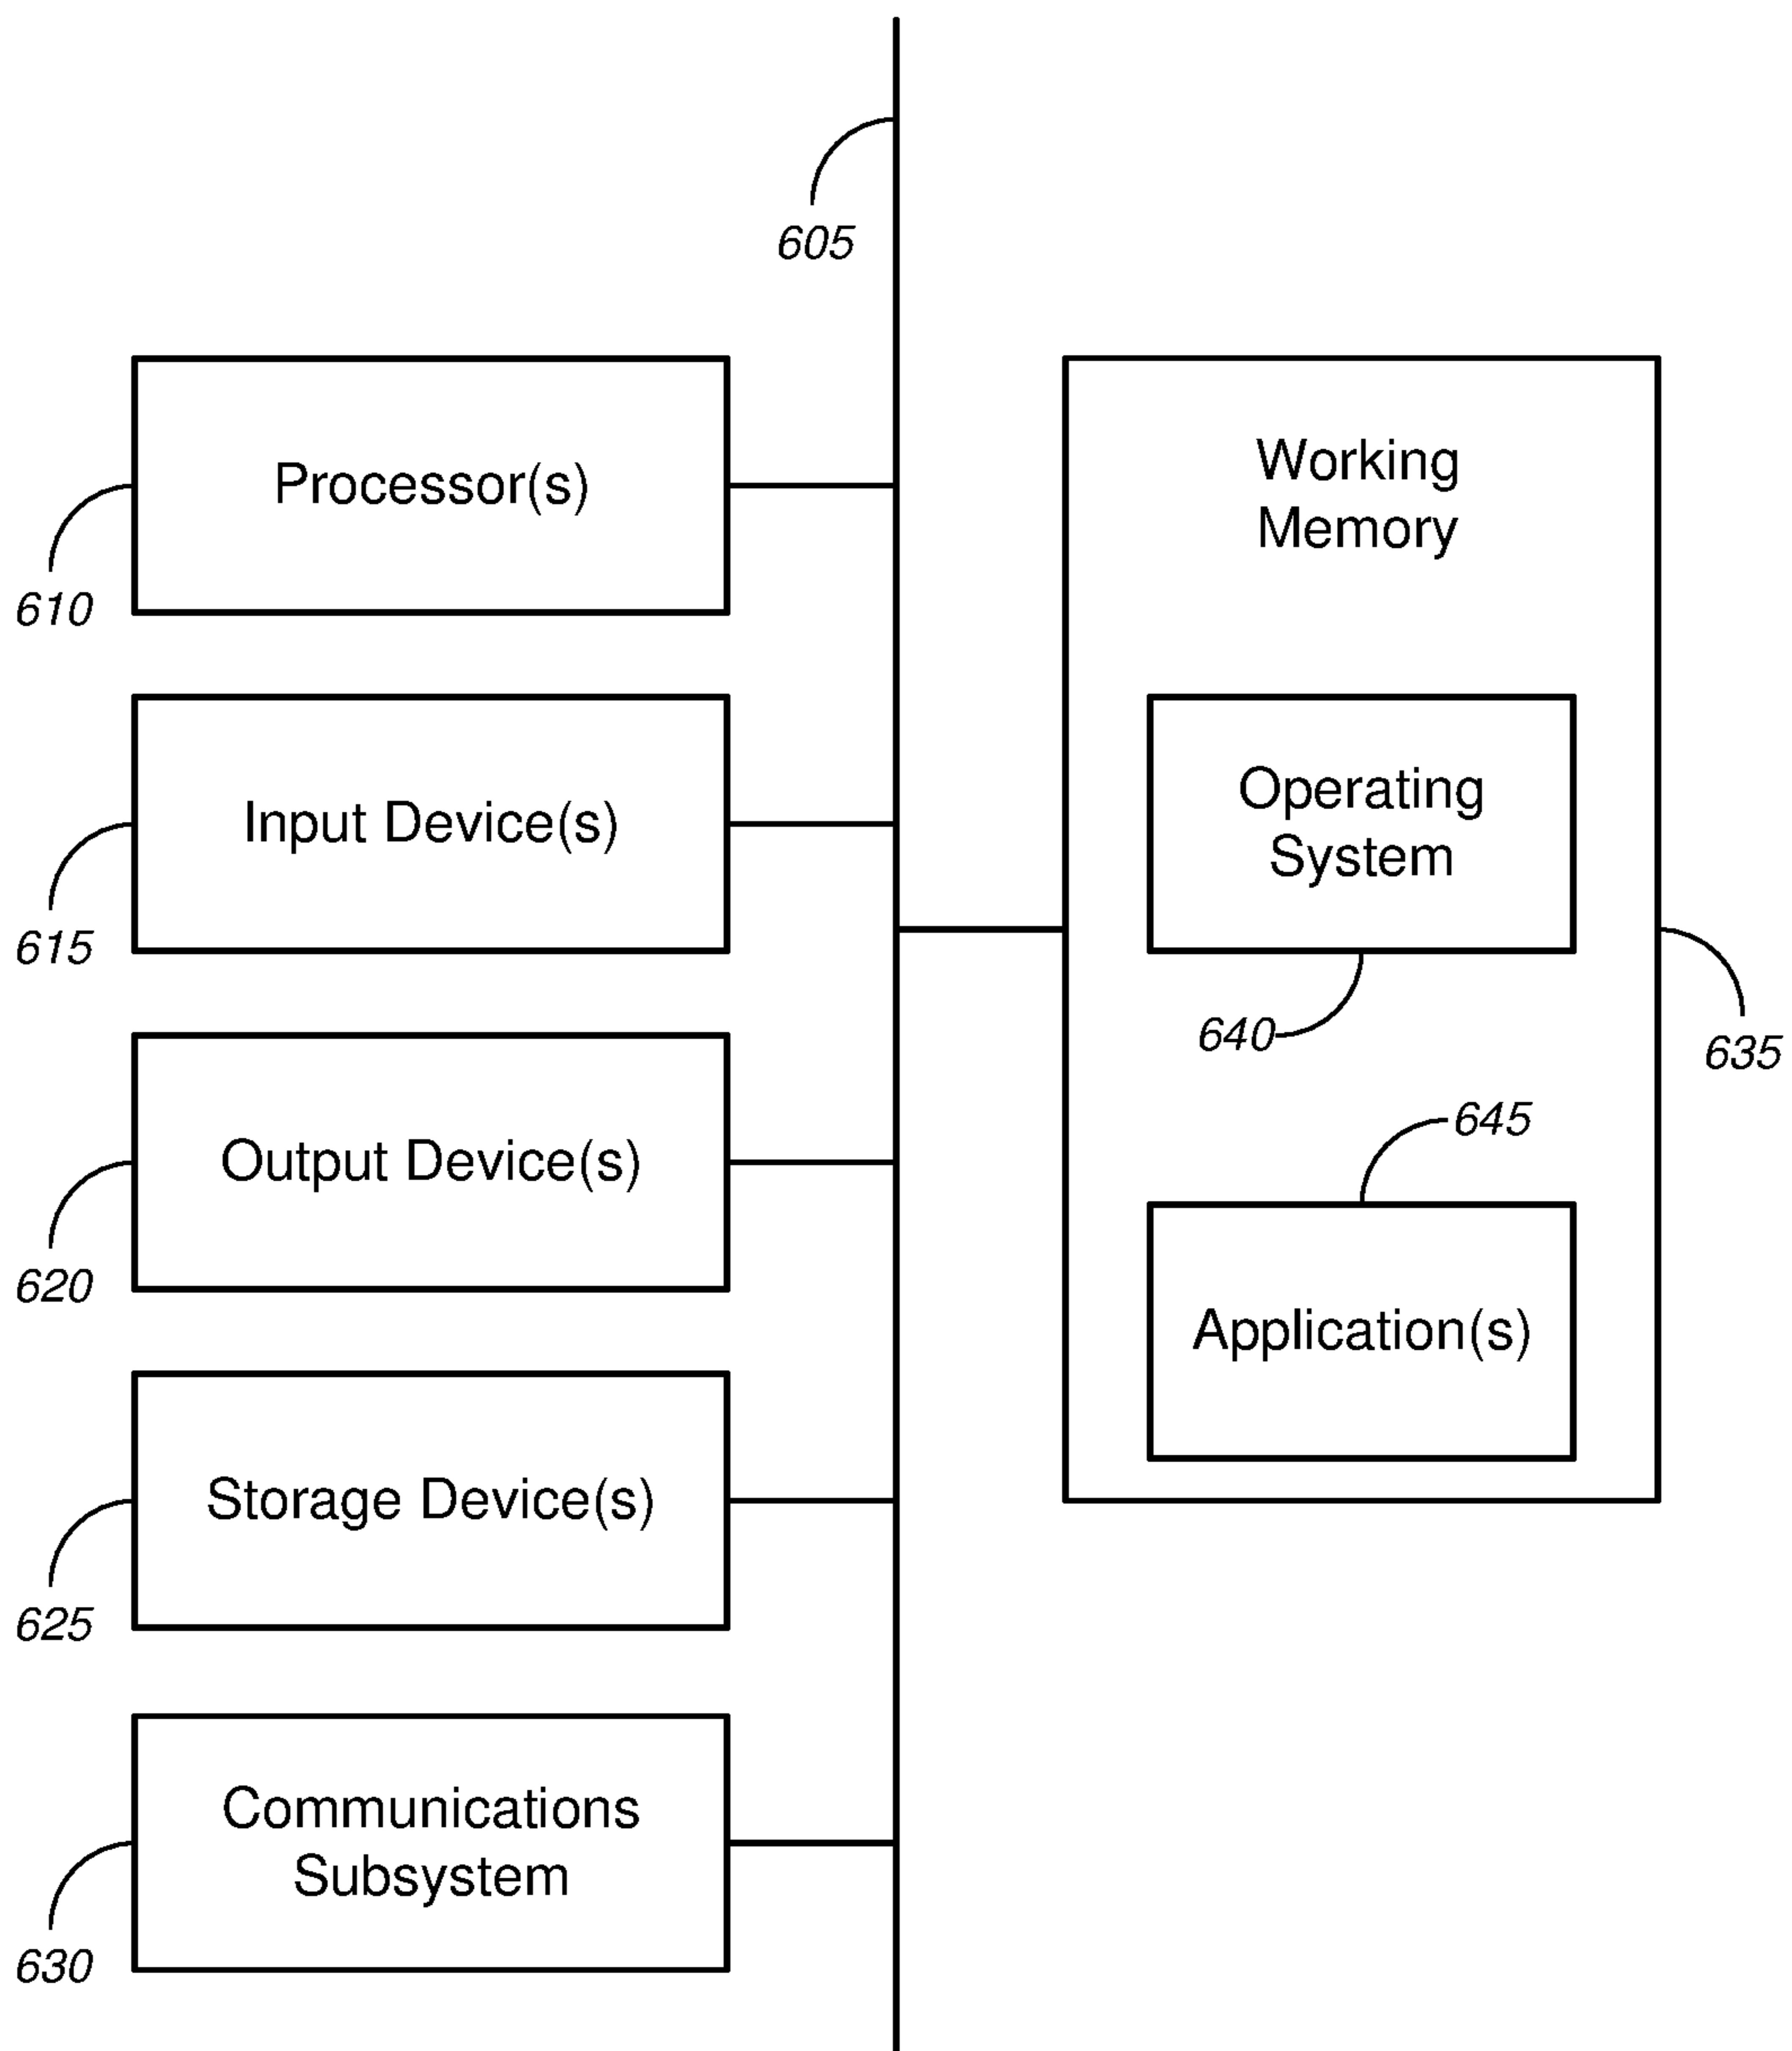 605
Processor(s)
610
Input Device(s)
615
Output Device(s)
620
Storage Device(s)
625
Communications
Subsystem
630
Working
Memory
Operating
System
640
635
645
Application(s)